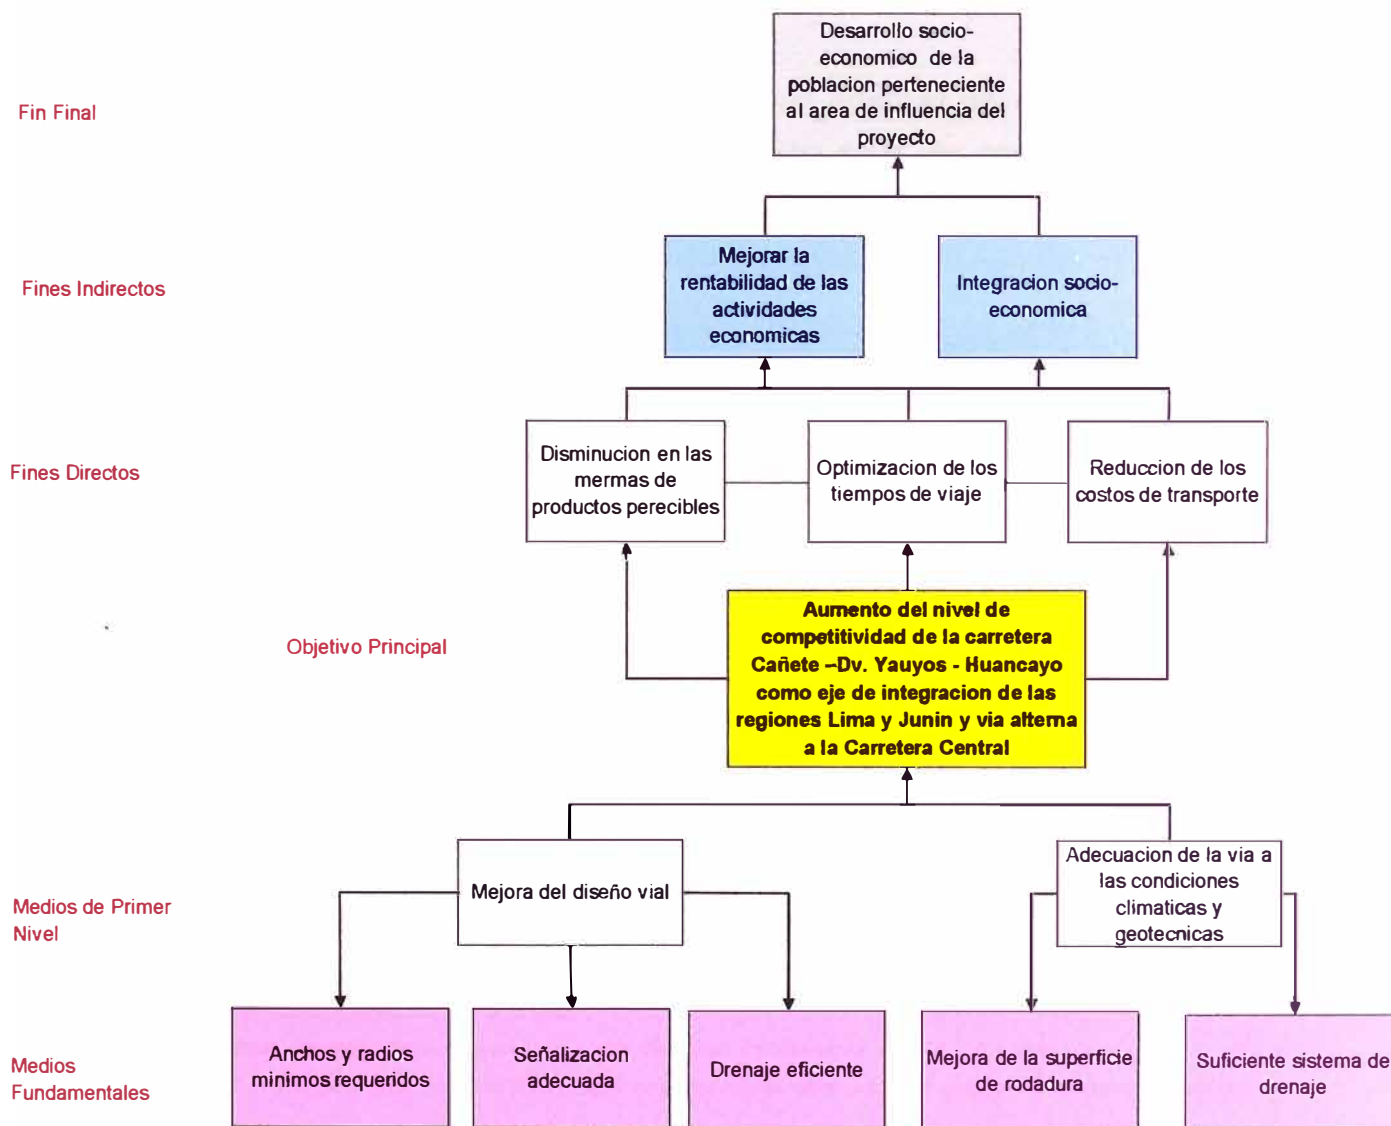 Desarrollo socio-
economico de la
poblacion perteneciente
al area de influencia del
proyecto
Fin Final
Mejorar la
rentabilidad de las
actividades
economicas
Integracion socio-
economica
Fines Indirectos
Disminucion en las
mermas de
productos perecibles
Optimizacion de los
tiempos de viaje
Reduccion de los
costos de transporte
Fines Directos
Aumento del nivel de
competitividad de la carretera
Cañete –Dv. Yauyos - Huancayo
como eje de integracion de las
regiones Lima y Junin y via alterna
a la Carretera Central
Objetivo Principal
Mejora del diseño vial
Adecuacion de la via a
las condiciones
climaticas y
geotecnicas
Medios de Primer
Nivel
Anchos y radios
minimos requeridos
Señalizacion
adecuada
Drenaje eficiente
Mejora de la superficie
de rodadura
Suficiente sistema de
drenaje
Medios
Fundamentales